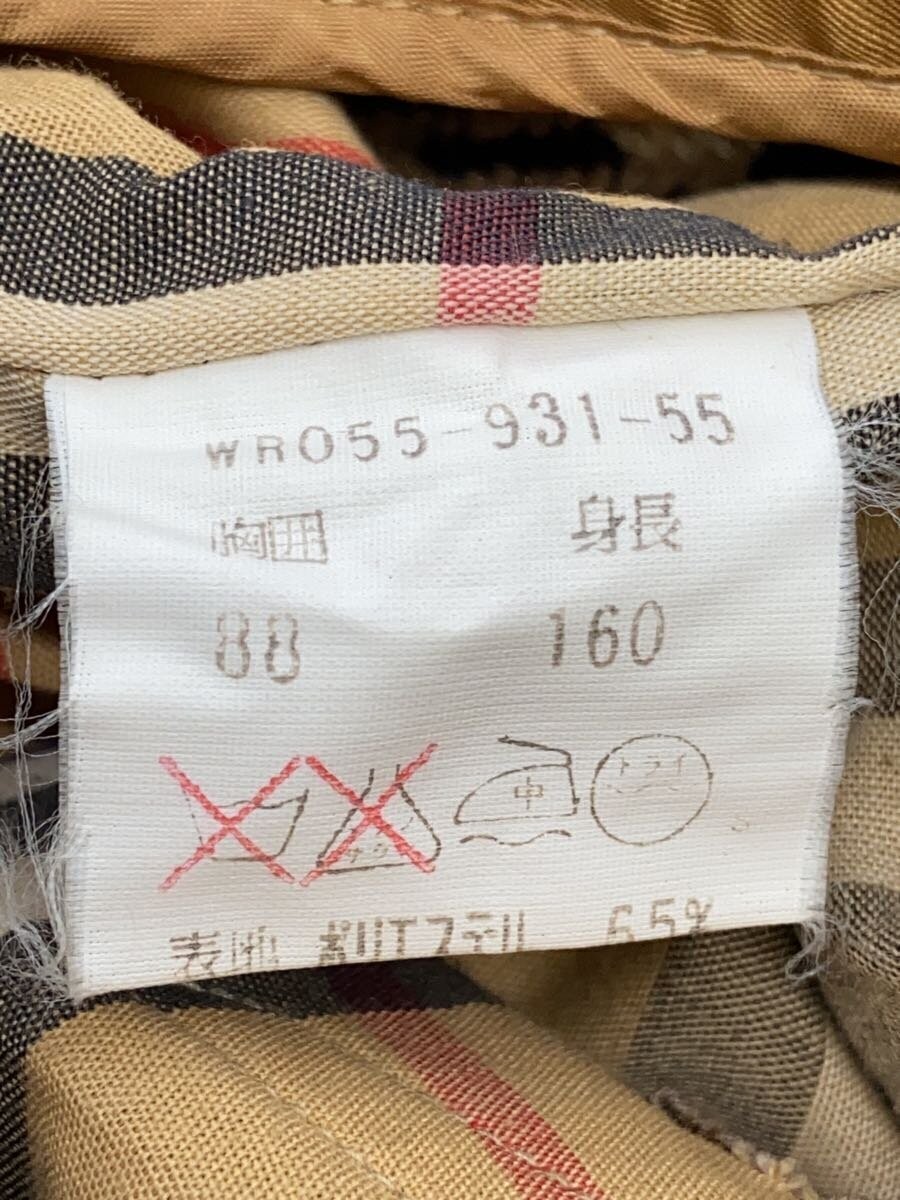 WR055-931-55
胸囲 身長
88 160
中 ドライ
表地 ポリエステル 65%